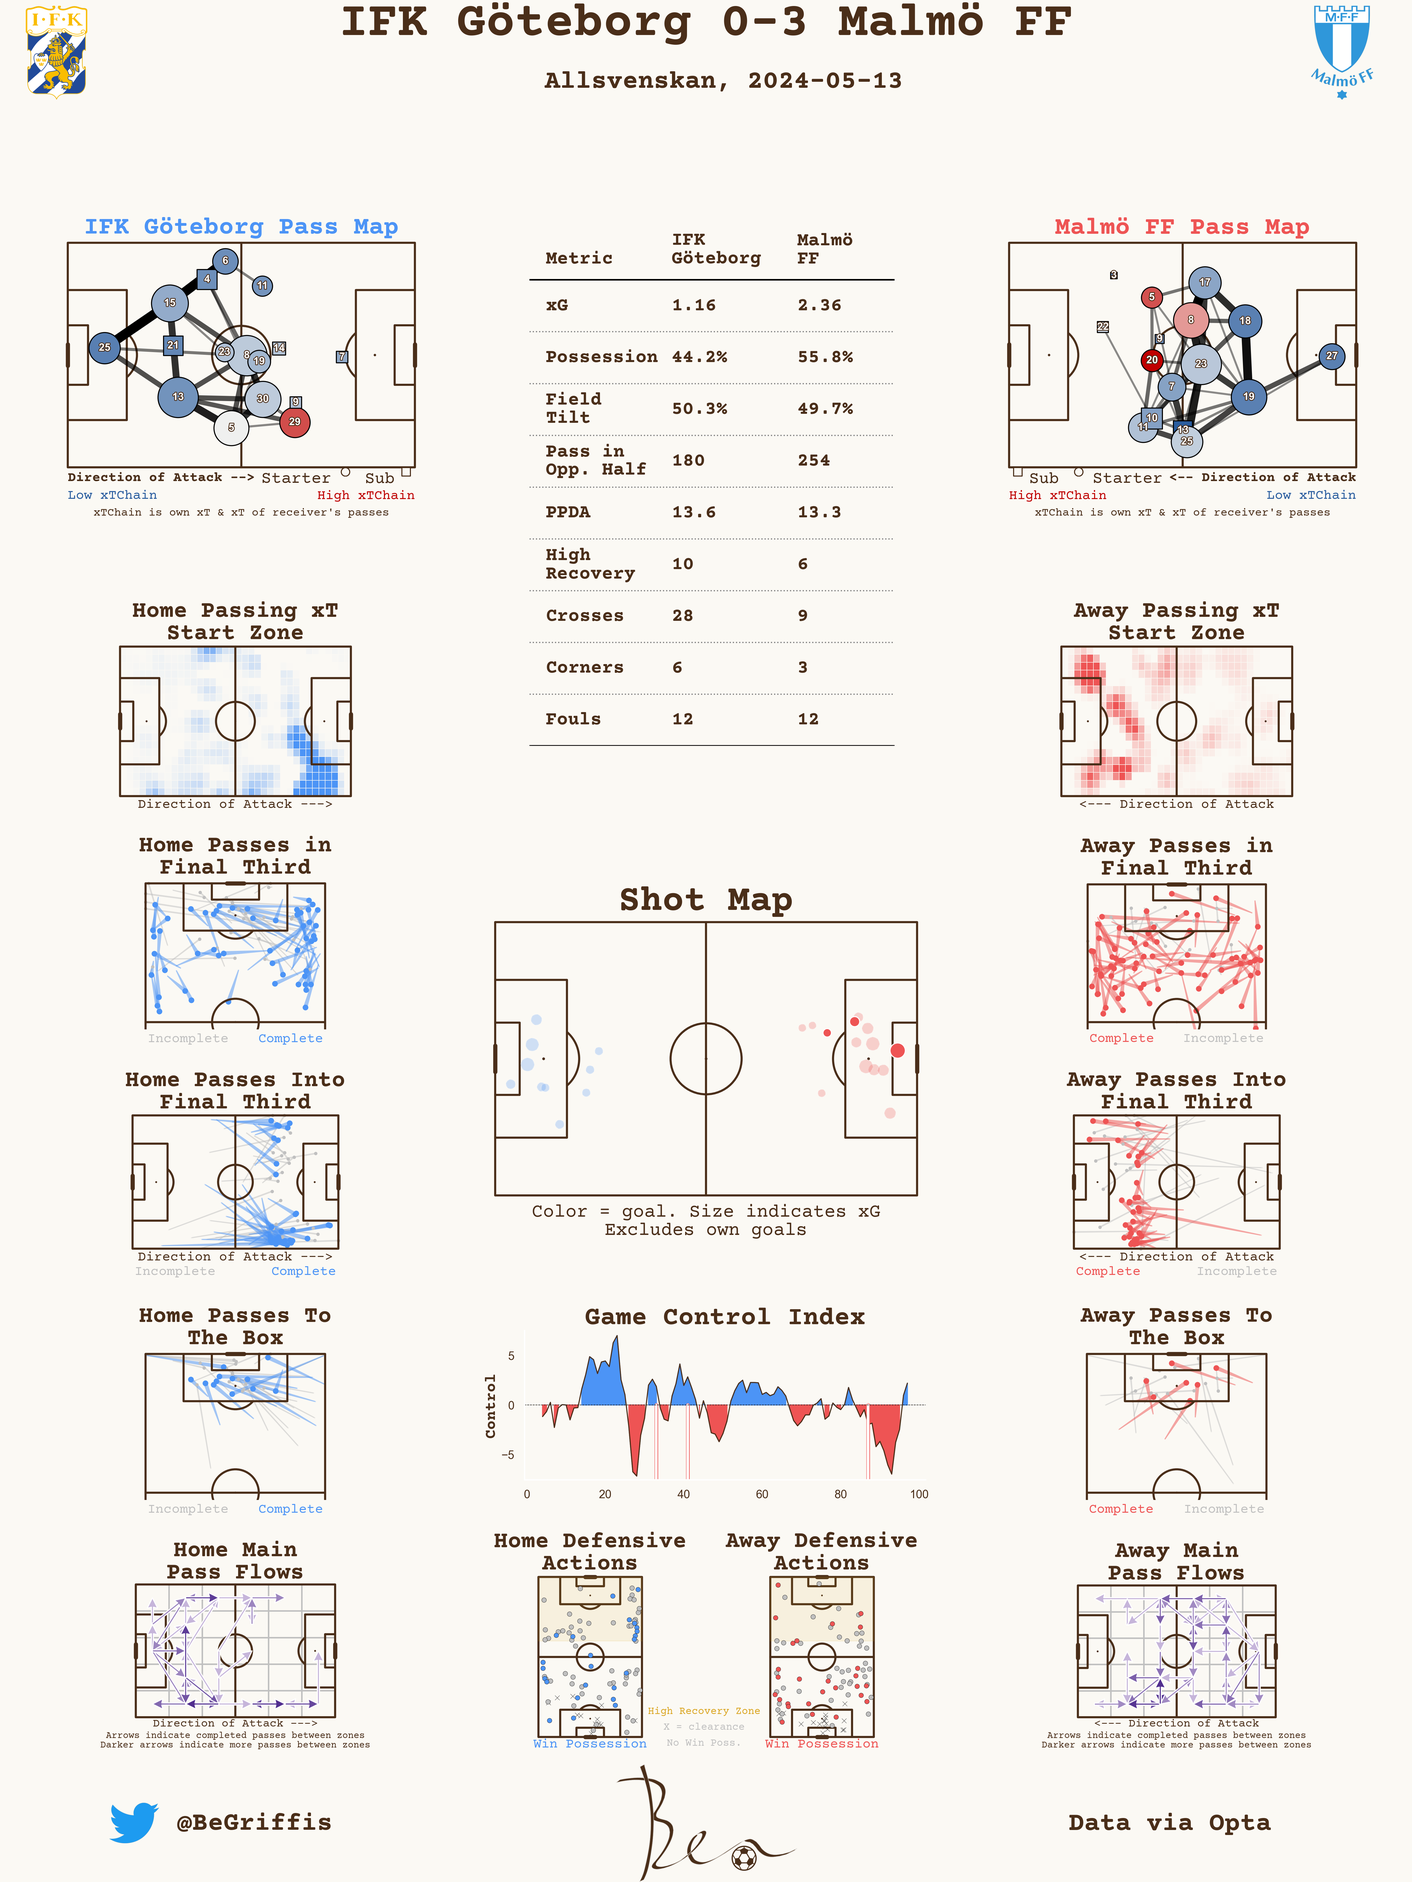 IFK Göteborg 0-3 Malmö FF
Allsvenskan, 2024-05-13
I·F·K
M·F·F
Malmö FF
IFK Göteborg Pass Map
6
4
11
15
25
21
23
8
19
14
7
13
30
9
29
5
Direction of Attack --> Starter Sub
Low xTChain High xTChain
xTChain is own xT & xT of receiver's passes
Metric IFK Göteborg Malmö FF
xG 1.16 2.36
Possession 44.2% 55.8%
Field Tilt 50.3% 49.7%
Pass in Opp. Half 180 254
PPDA 13.6 13.3
High Recovery 10 6
Crosses 28 9
Corners 6 3
Fouls 12 12
Malmö FF Pass Map
3
17
5
22
8
18
9
20
23
27
7
19
10
11
13
25
Sub Starter <-- Direction of Attack
High xTChain Low xTChain
xTChain is own xT & xT of receiver's passes
Home Passing xT
Start Zone
Direction of Attack --->
Away Passing xT
Start Zone
<--- Direction of Attack
Home Passes in
Final Third
Incomplete Complete
Away Passes in
Final Third
Complete Incomplete
Shot Map
Color = goal. Size indicates xG
Excludes own goals
Home Passes Into
Final Third
Direction of Attack --->
Incomplete Complete
Away Passes Into
Final Third
<--- Direction of Attack
Complete Incomplete
Home Passes To
The Box
Incomplete Complete
Game Control Index
Control
5
0
−5
0 20 40 60 80 100
Away Passes To
The Box
Complete Incomplete
Home Main
Pass Flows
Direction of Attack --->
Arrows indicate completed passes between zones
Darker arrows indicate more passes between zones
Home Defensive
Actions
Win Possession
High Recovery Zone
X = clearance
No Win Poss.
Away Defensive
Actions
Win Possession
Away Main
Pass Flows
<--- Direction of Attack
Arrows indicate completed passes between zones
Darker arrows indicate more passes between zones
@BeGriffis
Ben
Data via Opta